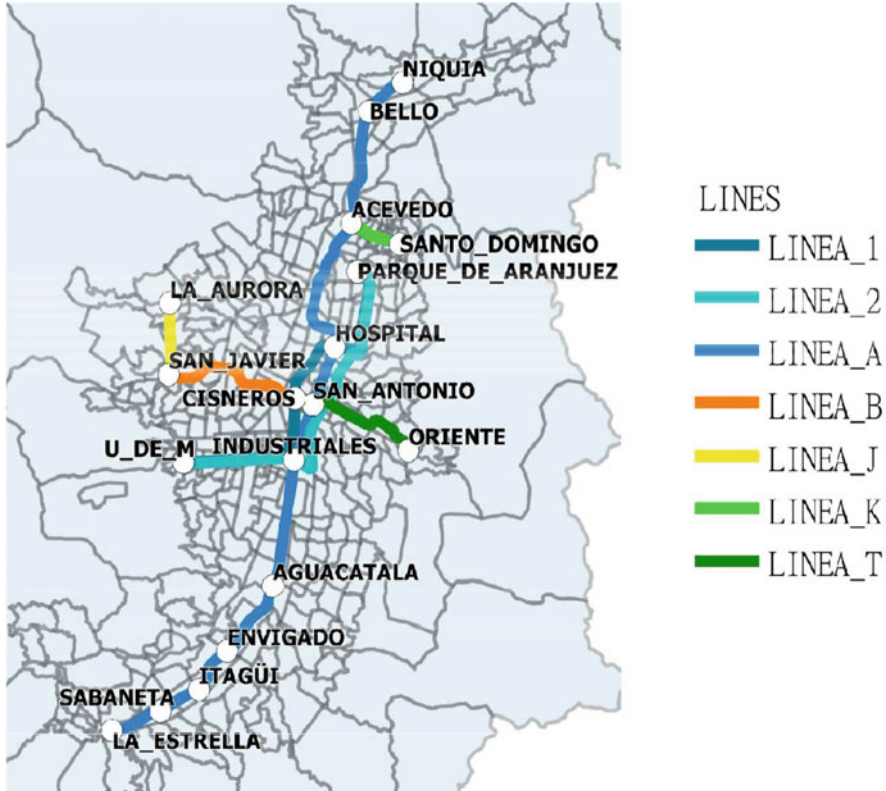 NIQUIA
BELLO
ACEVEDO
SANTO_DOMINGO
PARQUE_DE_ARANJUEZ
LA_AURORA
HOSPITAL
SAN_JAVIER
CISNEROS
SAN_ANTONIO
U_DE_M
INDUSTRIALES
ORIENTE
AGUACATALA
ENVIGADO
ITAGÜI
SABANETA
LA_ESTRELLA
LINES
LINEA_1
LINEA_2
LINEA_A
LINEA_B
LINEA_J
LINEA_K
LINEA_T